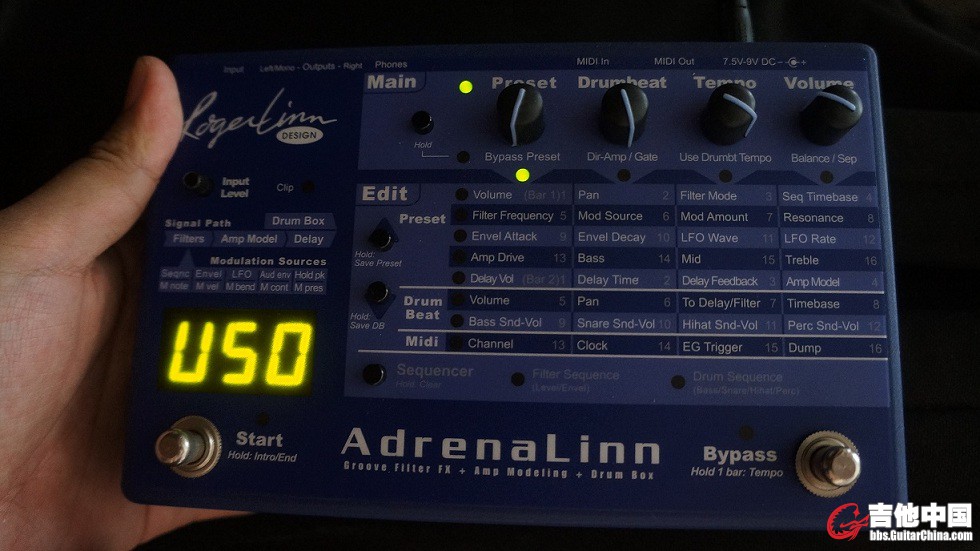 Input Left/Mono - Outputs - Right Phones MIDI In MIDI Out 7.5V-9V DC
Main Preset Drumbeat Tempo Volume
Roger Linn
DESIGN
Hold
Bypass Preset Dir-Amp / Gate Use Drumbt Tempo Balance / Sep
Input Level Clip
Edit
Volume (Bar 1)1 Pan 2 Filter Mode 3 Seq Timebase 4
Preset Filter Frequency 5 Mod Source 6 Mod Amount 7 Resonance 8
Envel Attack 9 Envel Decay 10 LFO Wave 11 LFO Rate 12
Hold: Save Preset
Amp Drive 13 Bass 14 Mid 15 Treble 16
Delay Vol (Bar 2)1 Delay Time 2 Delay Feedback 3 Amp Model 4
Drum Beat
Volume 5 Pan 6 To Delay/Filter 7 Timebase 8
Bass Snd-Vol 9 Snare Snd-Vol 10 Hihat Snd-Vol 11 Perc Snd-Vol 12
Hold: Save DB
Midi Channel 13 Clock 14 EG Trigger 15 Dump 16
Signal Path Drum Box
Filters Amp Model Delay
Modulation Sources
Seqnc Envel LFO Aud env Hold pk
M note M vel M bend M cont M pres
U50
Sequencer
Hold: Clear
Filter Sequence
(Level/Envel)
Drum Sequence
(Bass/Snare/Hihat/Perc)
Start
Hold: Intro/End
AdrenaLinn
Groove Filter FX + Amp Modeling + Drum Box
Bypass
Hold 1 bar: Tempo
吉他中国
bbs.GuitarChina.com